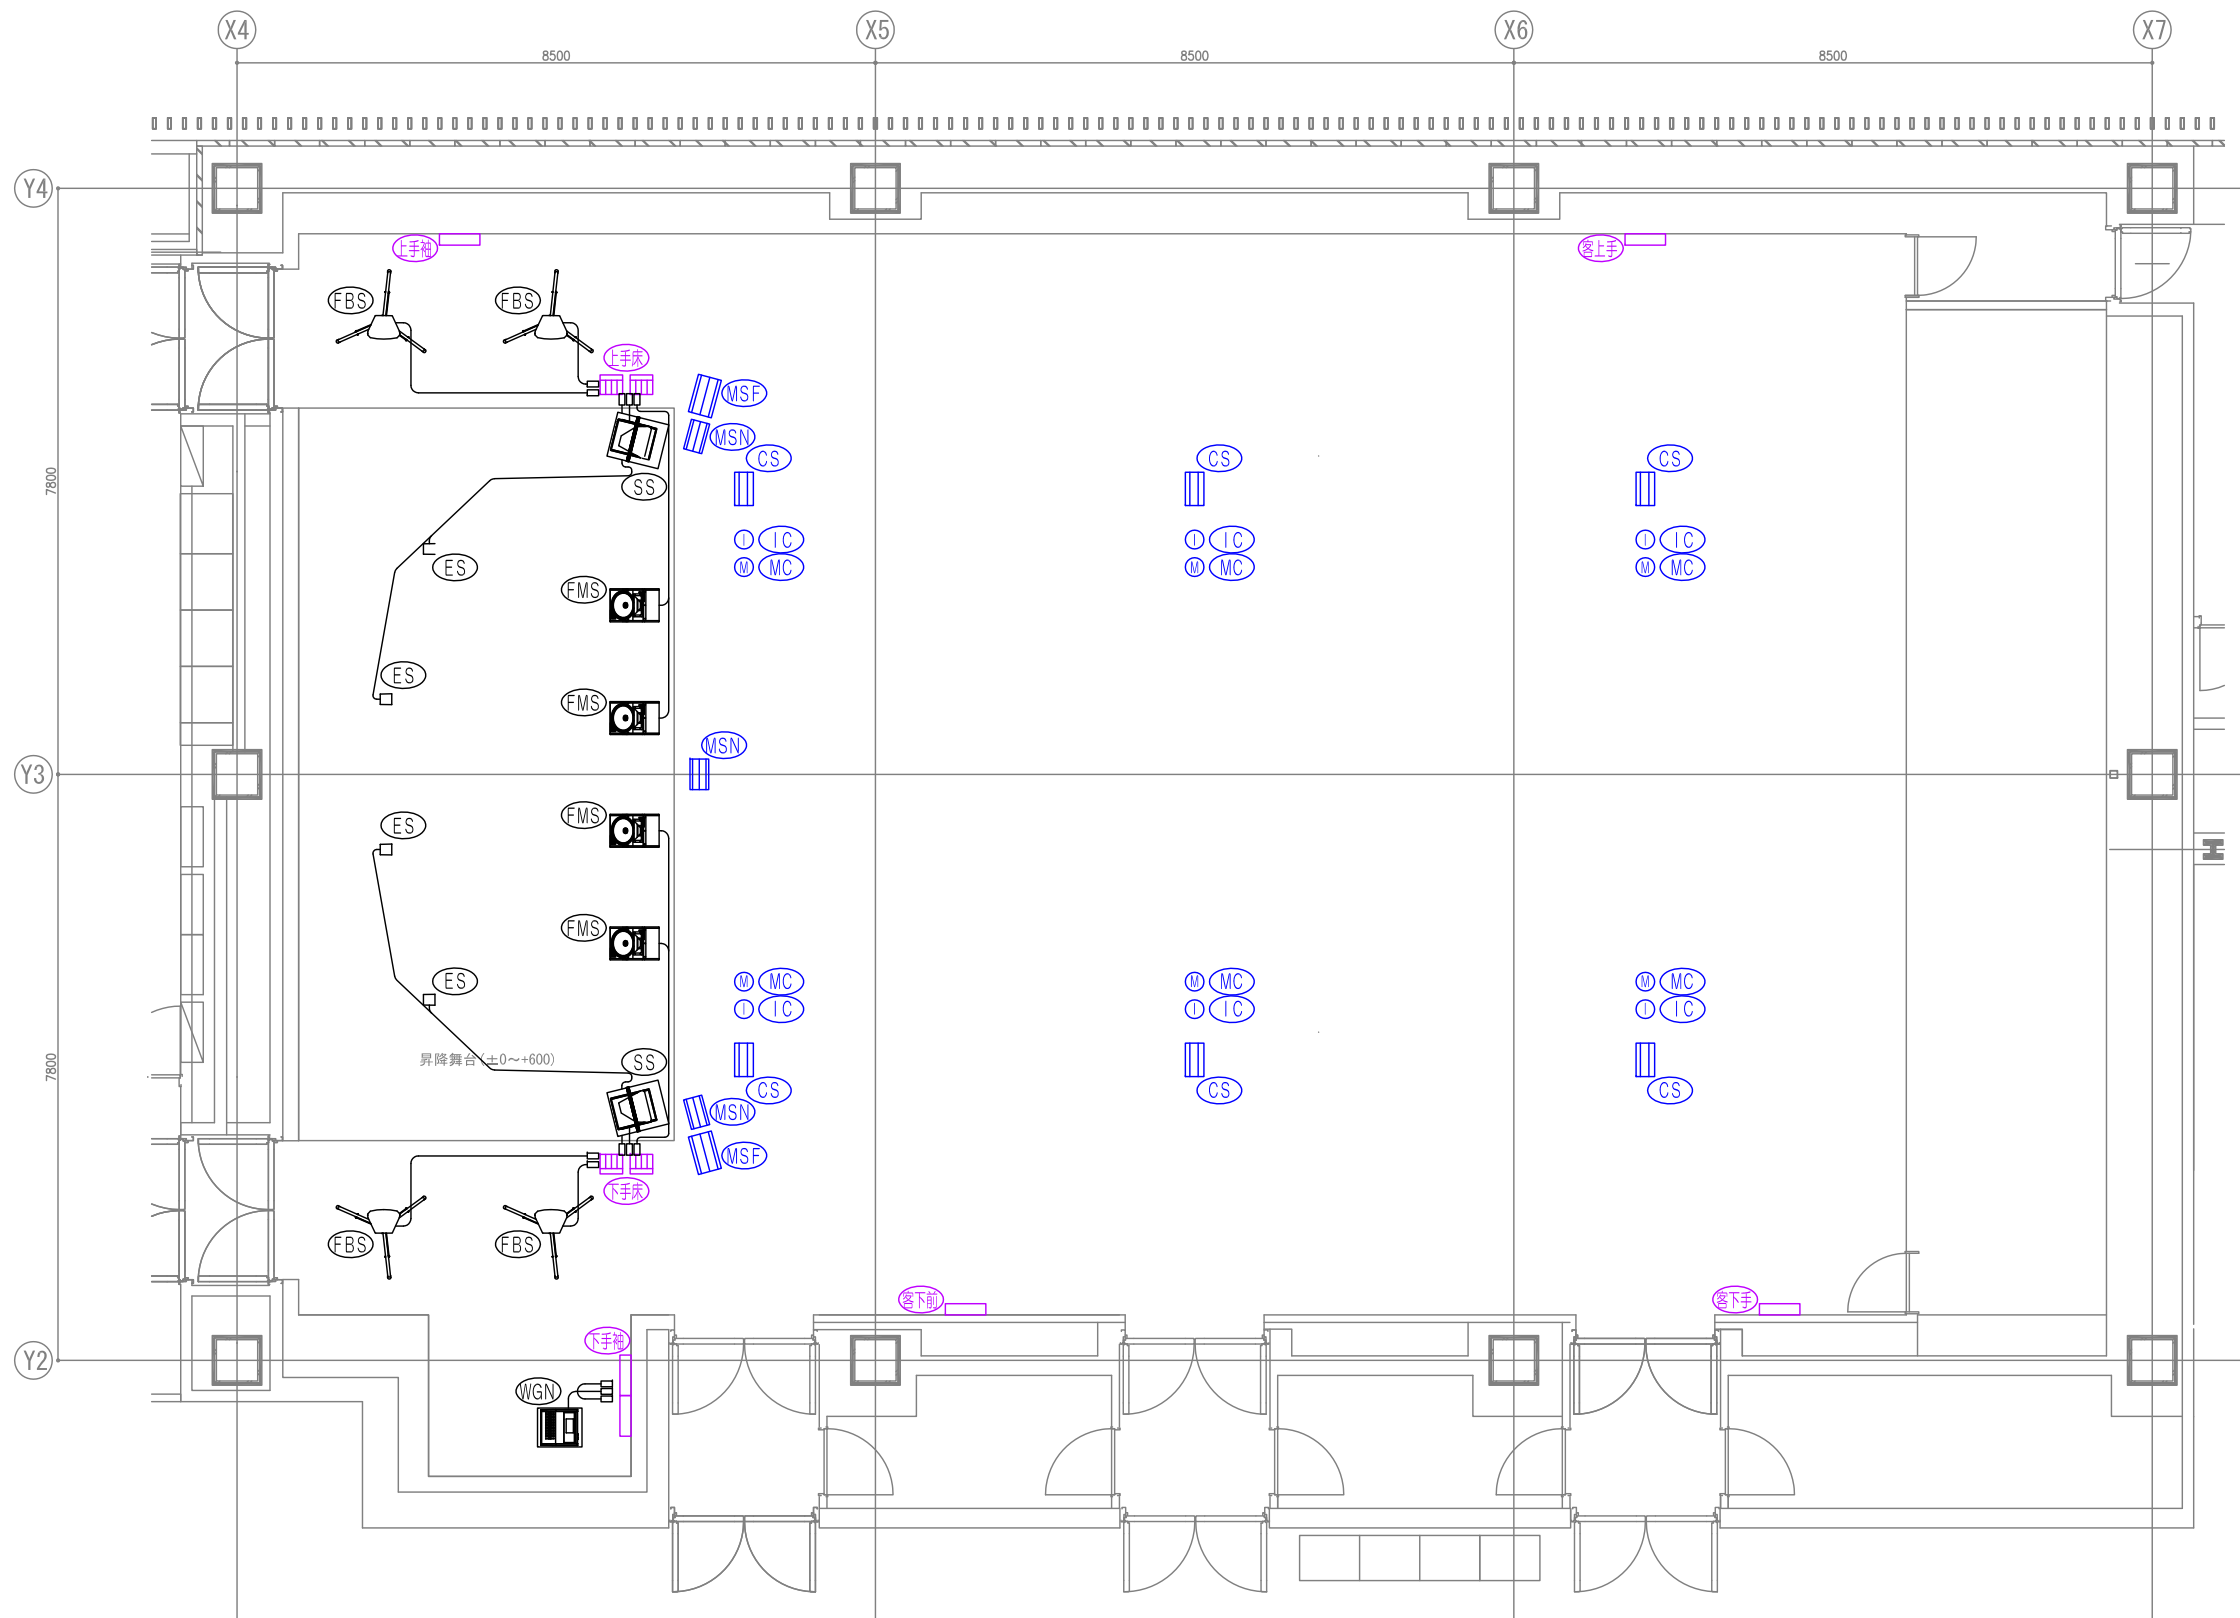 X4 X5 X6 X7
8500 8500 8500
Y4
上手袖 客上手
FBS FBS
上手床
MSF
MSN
CS CS CS
7800
SS
I IC I IC I IC
ES M MC M MC M MC
FMS
ES
FMS
MSN
Y3
FMS
ES
FMS
ES M MC M MC M MC
I IC I IC I IC
昇降舞台(±0～+600) SS
7800
CS CS CS
MSN
MSF
下手床
FBS FBS
客下前 客下手
下手袖
Y2
WGN